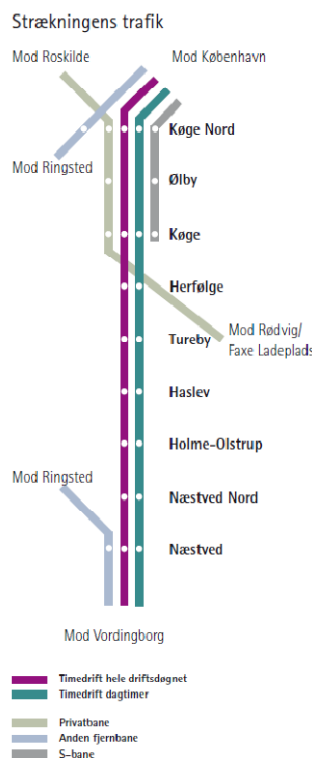 Strækningens trafik
Mod Roskilde
Mod København
Køge Nord
Mod Ringsted
Ølby
Køge
Herfølge
Mod Rødvig/
Faxe Ladeplads
Tureby
Haslev
Holme-Olstrup
Mod Ringsted
Næstved Nord
Næstved
Mod Vordingborg
Timedrift hele driftsdøgnet
Timedrift dagtimer
Privatbane
Anden fjernbane
S-bane